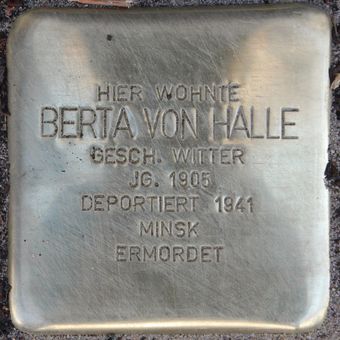 HIER WOHNTE
BERTA VON HALLE
GESCH. WITTER
JG. 1905
DEPORTIERT 1941
MINSK
ERMORDET